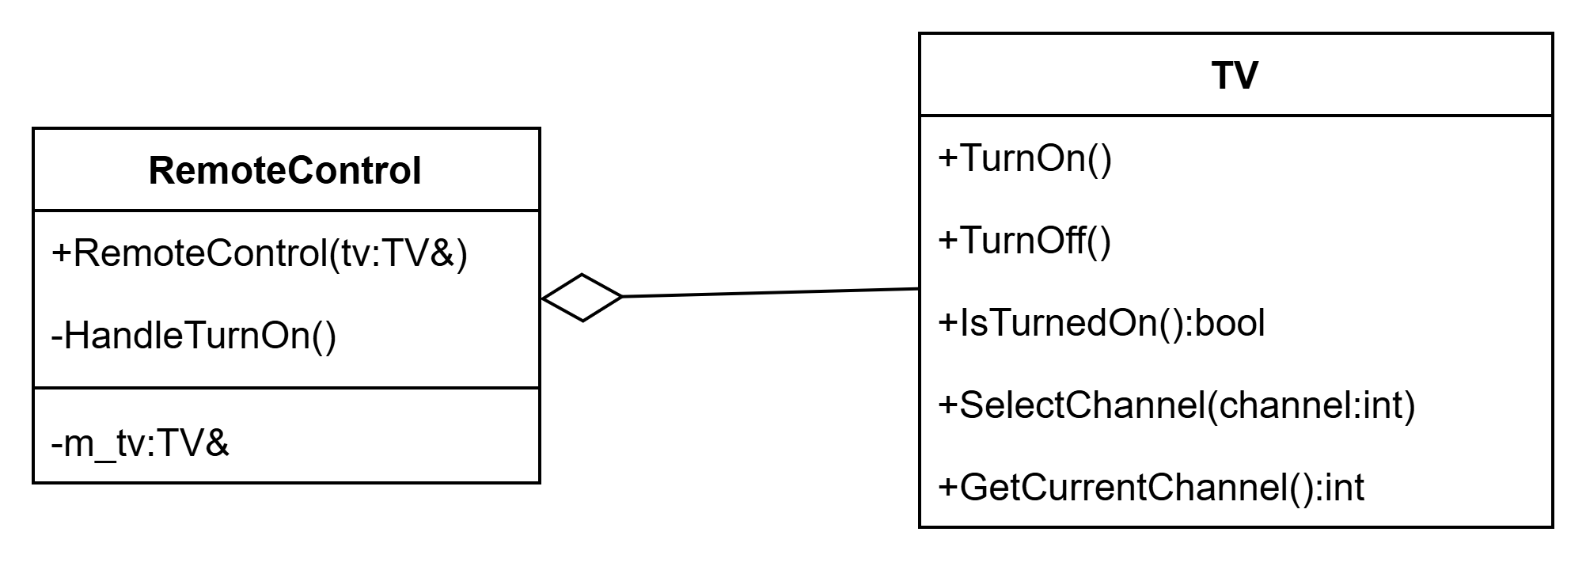 RemoteControl
+RemoteControl(tv:TV&)
-HandleTurnOn()
-m_tv:TV&
TV
+TurnOn()
+TurnOff()
+IsTurnedOn():bool
+SelectChannel(channel:int)
+GetCurrentChannel():int